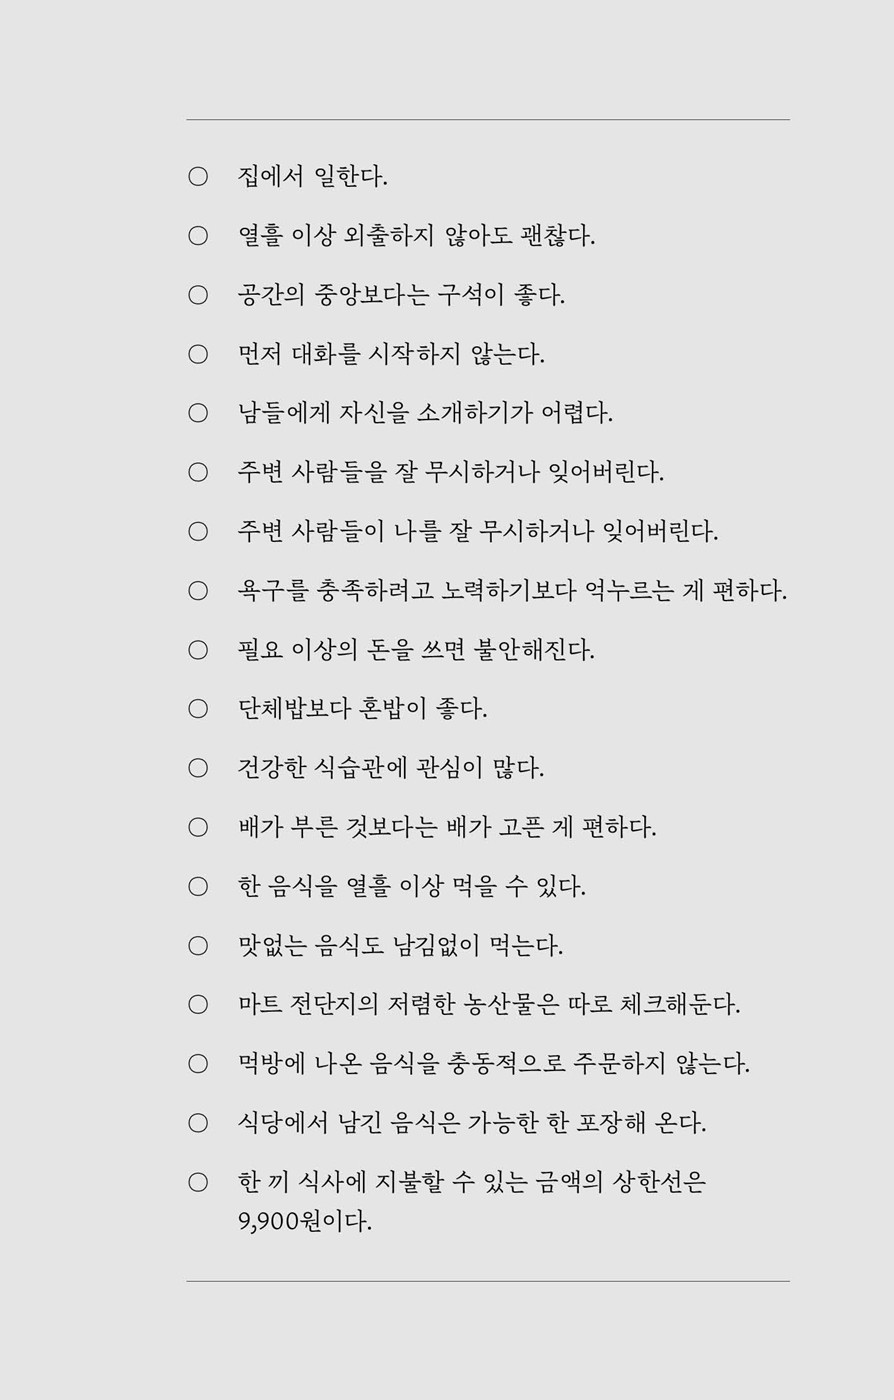 ○ 집에서 일한다.
○ 열흘 이상 외출하지 않아도 괜찮다.
○ 공간의 중앙보다는 구석이 좋다.
○ 먼저 대화를 시작하지 않는다.
○ 남들에게 자신을 소개하기가 어렵다.
○ 주변 사람들을 잘 무시하거나 잊어버린다.
○ 주변 사람들이 나를 잘 무시하거나 잊어버린다.
○ 욕구를 충족하려고 노력하기보다 억누르는 게 편하다.
○ 필요 이상의 돈을 쓰면 불안해진다.
○ 단체밥보다 혼밥이 좋다.
○ 건강한 식습관에 관심이 많다.
○ 배가 부른 것보다는 배가 고픈 게 편하다.
○ 한 음식을 열흘 이상 먹을 수 있다.
○ 맛없는 음식도 남김없이 먹는다.
○ 마트 전단지의 저렴한 농산물은 따로 체크해둔다.
○ 먹방에 나온 음식을 충동적으로 주문하지 않는다.
○ 식당에서 남긴 음식은 가능한 한 포장해 온다.
○ 한 끼 식사에 지불할 수 있는 금액의 상한선은
9,900원이다.